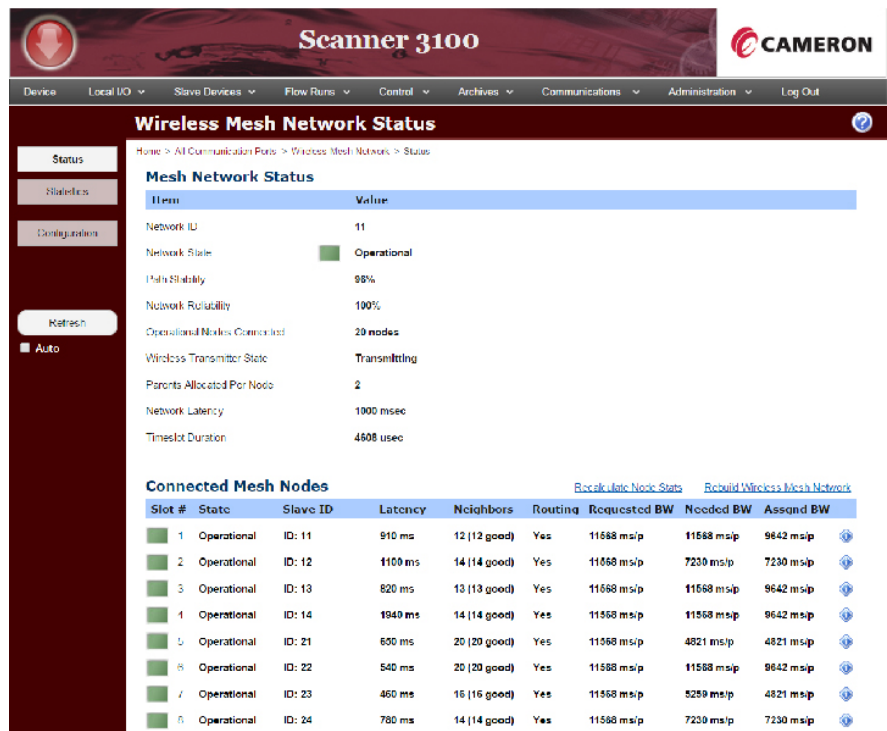 Scanner 3100
CAMERON
Device Local I/O Slave Devices Flow Runs Control Archives Communications Administration Log Out
Wireless Mesh Network Status
Home > All Communication Ports > Wireless Mesh Network > Status
Status
Statistics
Configuration
Refresh
Auto
Mesh Network Status
Item Value
Network ID 11
Network State Operational
Path Stability 98%
Network Reliability 100%
Operational Nodes Connected 20 nodes
Wireless Transmitter State Transmitting
Parents Allocated Per Node 2
Network Latency 1000 msec
Timeslot Duration 4608 usec
Connected Mesh Nodes Recalculate Node Stats Rebuild Wireless Mesh Network
Slot # State Slave ID Latency Neighbors Routing Requested BW Needed BW Assgnd BW
1 Operational ID: 11 910 ms 12 (12 good) Yes 11568 ms/p 11568 ms/p 9642 ms/p
2 Operational ID: 12 1100 ms 14 (14 good) Yes 11568 ms/p 7230 ms/p 7230 ms/p
3 Operational ID: 13 820 ms 13 (13 good) Yes 11568 ms/p 11568 ms/p 9642 ms/p
4 Operational ID: 14 1940 ms 14 (14 good) Yes 11568 ms/p 11568 ms/p 9642 ms/p
5 Operational ID: 21 650 ms 20 (20 good) Yes 11568 ms/p 4821 ms/p 4821 ms/p
6 Operational ID: 22 540 ms 20 (20 good) Yes 11568 ms/p 11568 ms/p 9642 ms/p
7 Operational ID: 23 460 ms 16 (16 good) Yes 11568 ms/p 5259 ms/p 4821 ms/p
8 Operational ID: 24 780 ms 14 (14 good) Yes 11568 ms/p 7230 ms/p 7230 ms/p